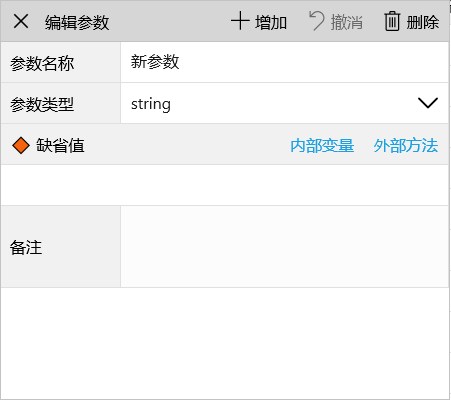 编辑参数 增加 撤消 删除
参数名称 新参数
参数类型 string
缺省值 内部变量 外部方法
备注